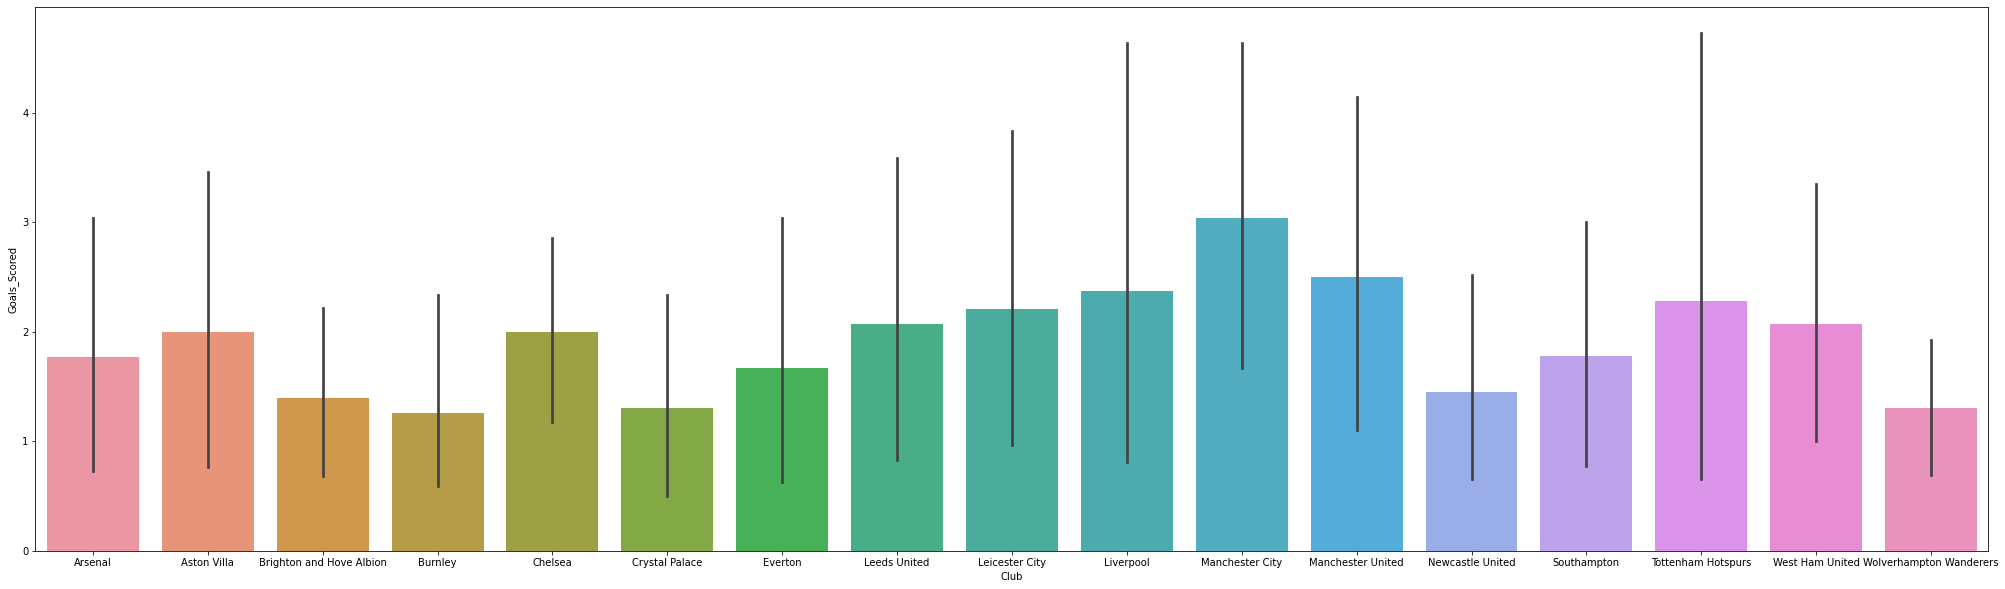 Goals_Scored
4
3
2
1
0
Arsenal
Aston Villa
Brighton and Hove Albion
Burnley
Chelsea
Crystal Palace
Everton
Leeds United
Leicester City
Liverpool
Manchester City
Manchester United
Newcastle United
Southampton
Tottenham Hotspurs
West Ham United
Wolverhampton Wanderers
Club